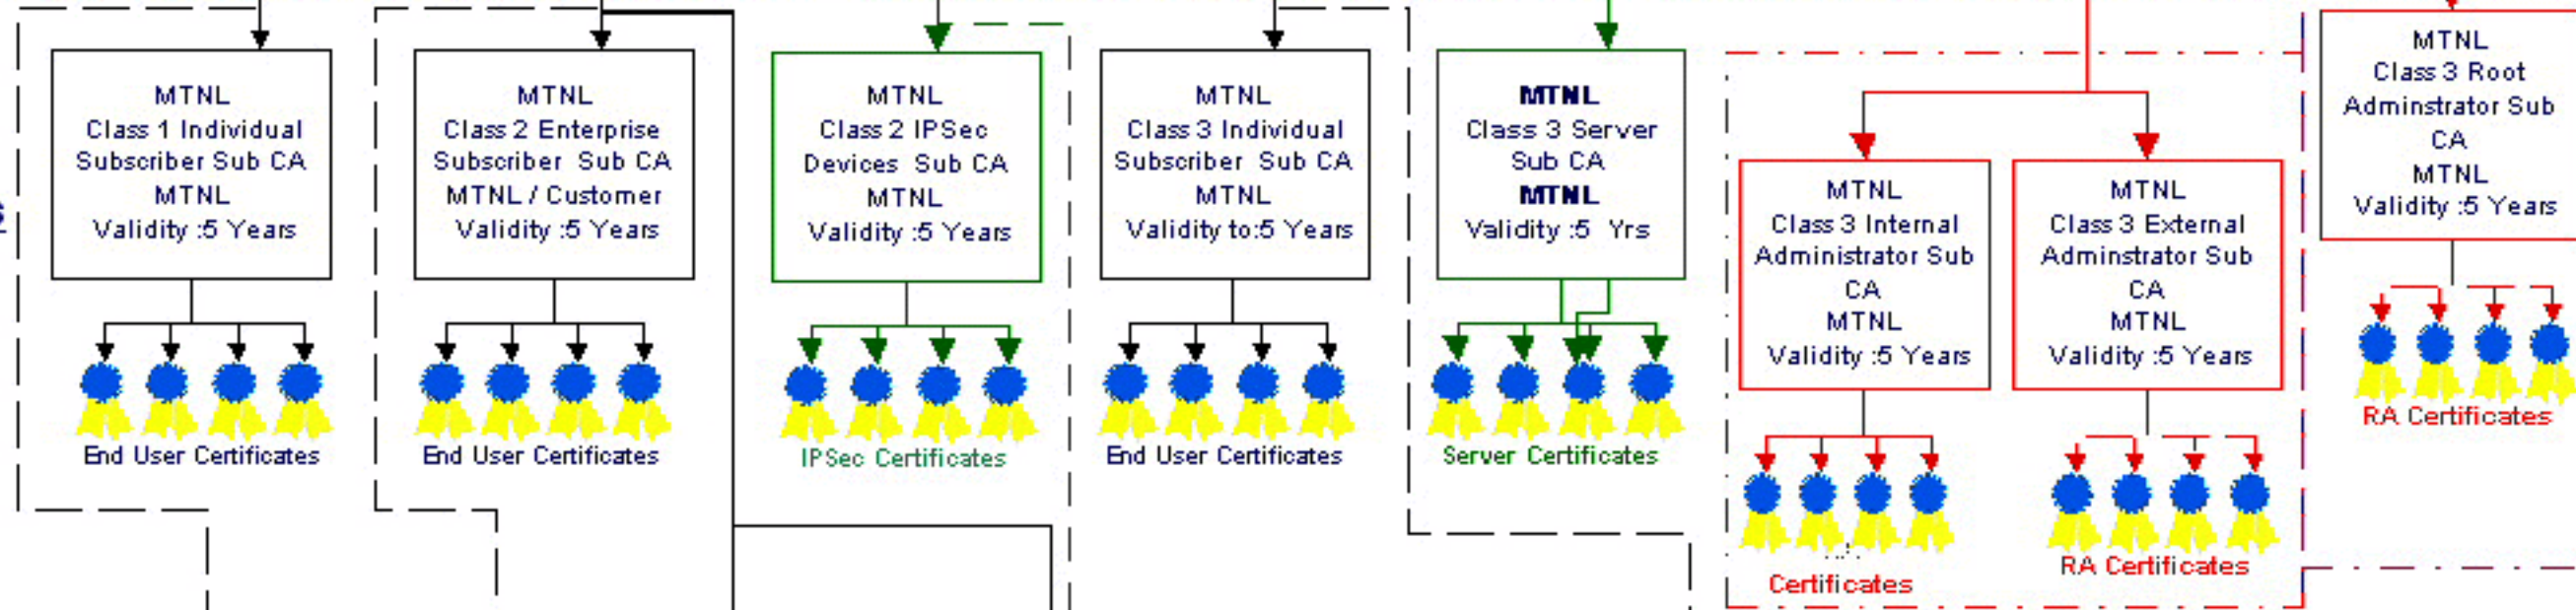 MTNL
Class 1 Individual
Subscriber Sub CA
MTNL
Validity :5 Years
End User Certificates
MTNL
Class 2 Enterprise
Subscriber Sub CA
MTNL / Customer
Validity :5 Years
End User Certificates
MTNL
Class 2 IPSec
Devices Sub CA
MTNL
Validity :5 Years
IPSec Certificates
MTNL
Class 3 Individual
Subscriber Sub CA
MTNL
Validity to:5 Years
End User Certificates
MTNL
Class 3 Server
Sub CA
MTNL
Validity :5 Yrs
Server Certificates
MTNL
Class 3 Internal
Administrator Sub
CA
MTNL
Validity :5 Years
Certificates
MTNL
Class 3 External
Adminstrator Sub
CA
MTNL
Validity :5 Years
RA Certificates
MTNL
Class 3 Root
Adminstrator Sub
CA
MTNL
Validity :5 Years
RA Certificates